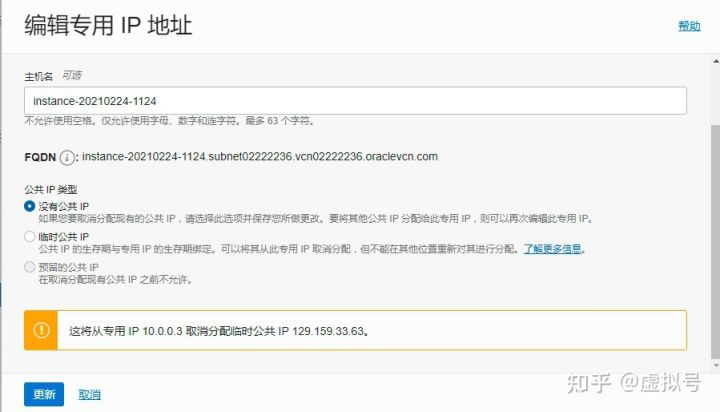 编辑专用 IP 地址
帮助
主机名 可选
instance-20210224-1124
不允许使用空格。仅允许使用字母、数字和连字符。最多 63 个字符。
FQDN i: instance-20210224-1124.subnet02222236.vcn02222236.oraclevcn.com
公共 IP 类型
没有公共 IP
如果您要取消分配现有的公共 IP，请选择此选项并保存您所做更改。要将其他公共 IP 分配给此专用 IP，则可以再次编辑此专用 IP。
临时公共 IP
公共 IP 的生存期与专用 IP 的生存期绑定。可以将其从此专用 IP 取消分配，但不能在其他位置重新对其进行分配。了解更多信息。
预留的公共 IP
在取消分配现有公共 IP 之前不允许。
这将从专用 IP 10.0.0.3 取消分配临时公共 IP 129.159.33.63。
更新 取消
知乎 @虚拟号